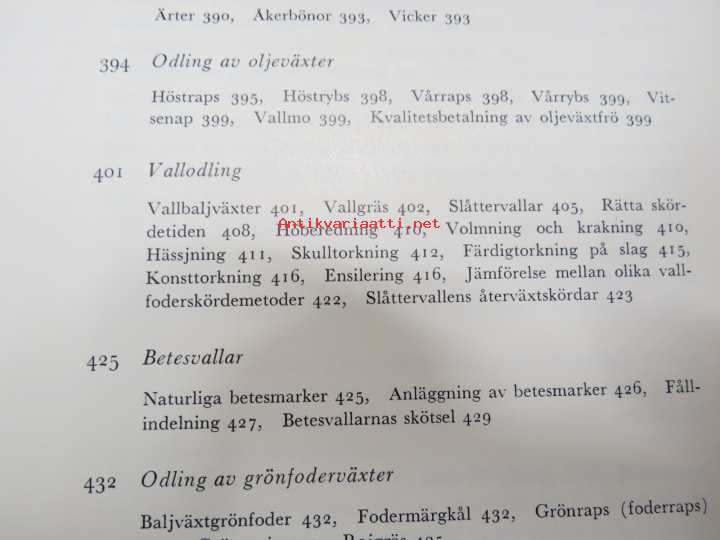 Ärter 390, Åkerbönor 393, Vicker 393
394 Odling av oljeväxter
Höstraps 395, Höstrybs 398, Vårraps 398, Vårrybs 399, Vit-
senap 399, Vallmo 399, Kvalitetsbetalning av oljeväxtfrö 399
401 Vallodling
Vallbaljväxter 401, Vallgräs 402, Slåttervallar 405, Rätta skör-
Antikvariaatti.net
detiden 408, Höberedning 410, Volmning och krakning 410,
Hässjning 411, Skulltorkning 412, Färdigtorkning på slag 415,
Konsttorkning 416, Ensilering 416, Jämförelse mellan olika vall-
foderskördemetoder 422, Slåttervallens återväxtskördar 423
425 Betesvallar
Naturliga betesmarker 425, Anläggning av betesmarker 426, Fåll-
indelning 427, Betesvallarnas skötsel 429
432 Odling av grönfoderväxter
Baljväxtgrönfoder 432, Fodermärgkål 432, Grönraps (foderraps)